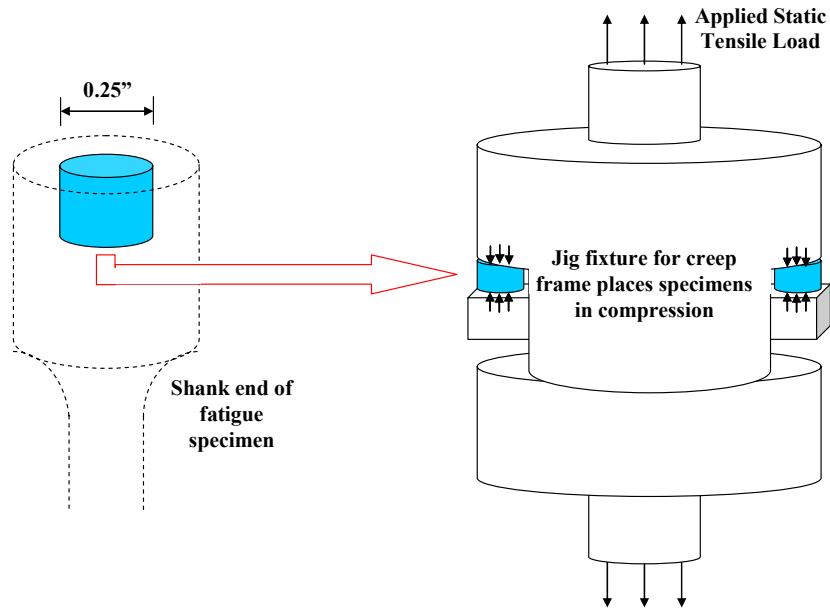 Applied Static
Tensile Load
0.25”
Jig fixture for creep
frame places specimens
in compression
Shank end of
fatigue
specimen